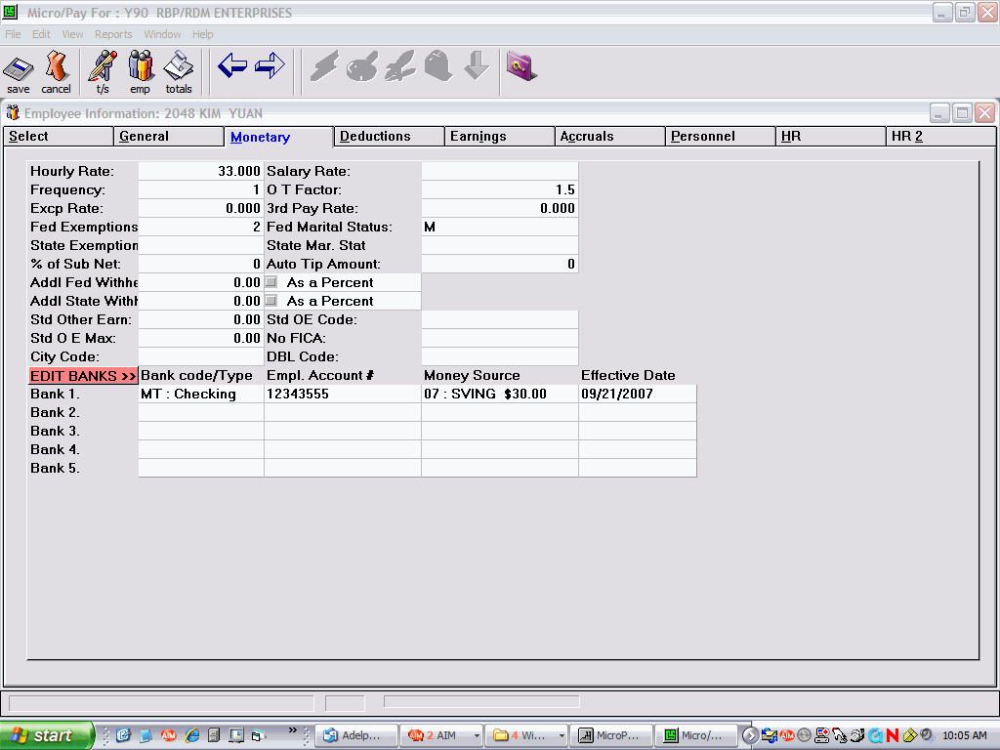 Micro/Pay For : Y90 RBP/RDM ENTERPRISES
File Edit View Reports Window Help
save cancel t/s emp totals
Employee Information: 2048 KIM YUAN
Select General Monetary Deductions Earnings Accruals Personnel HR HR 2
Hourly Rate: 33.000 Salary Rate:
Frequency: 1 O T Factor: 1.5
Excp Rate: 0.000 3rd Pay Rate: 0.000
Fed Exemptions 2 Fed Marital Status: M
State Exemption State Mar. Stat
% of Sub Net: 0 Auto Tip Amount: 0
Addl Fed Withhe 0.00 As a Percent
Addl State Withh 0.00 As a Percent
Std Other Earn: 0.00 Std OE Code:
Std O E Max: 0.00 No FICA:
City Code: DBL Code:
EDIT BANKS >> Bank code/Type Empl. Account # Money Source Effective Date
Bank 1. MT : Checking 12343555 07 : SVING $30.00 09/21/2007
Bank 2.
Bank 3.
Bank 4.
Bank 5.
start » Adelp... 2 AIM 4 Wi... MicroP... Micro/... 10:05 AM